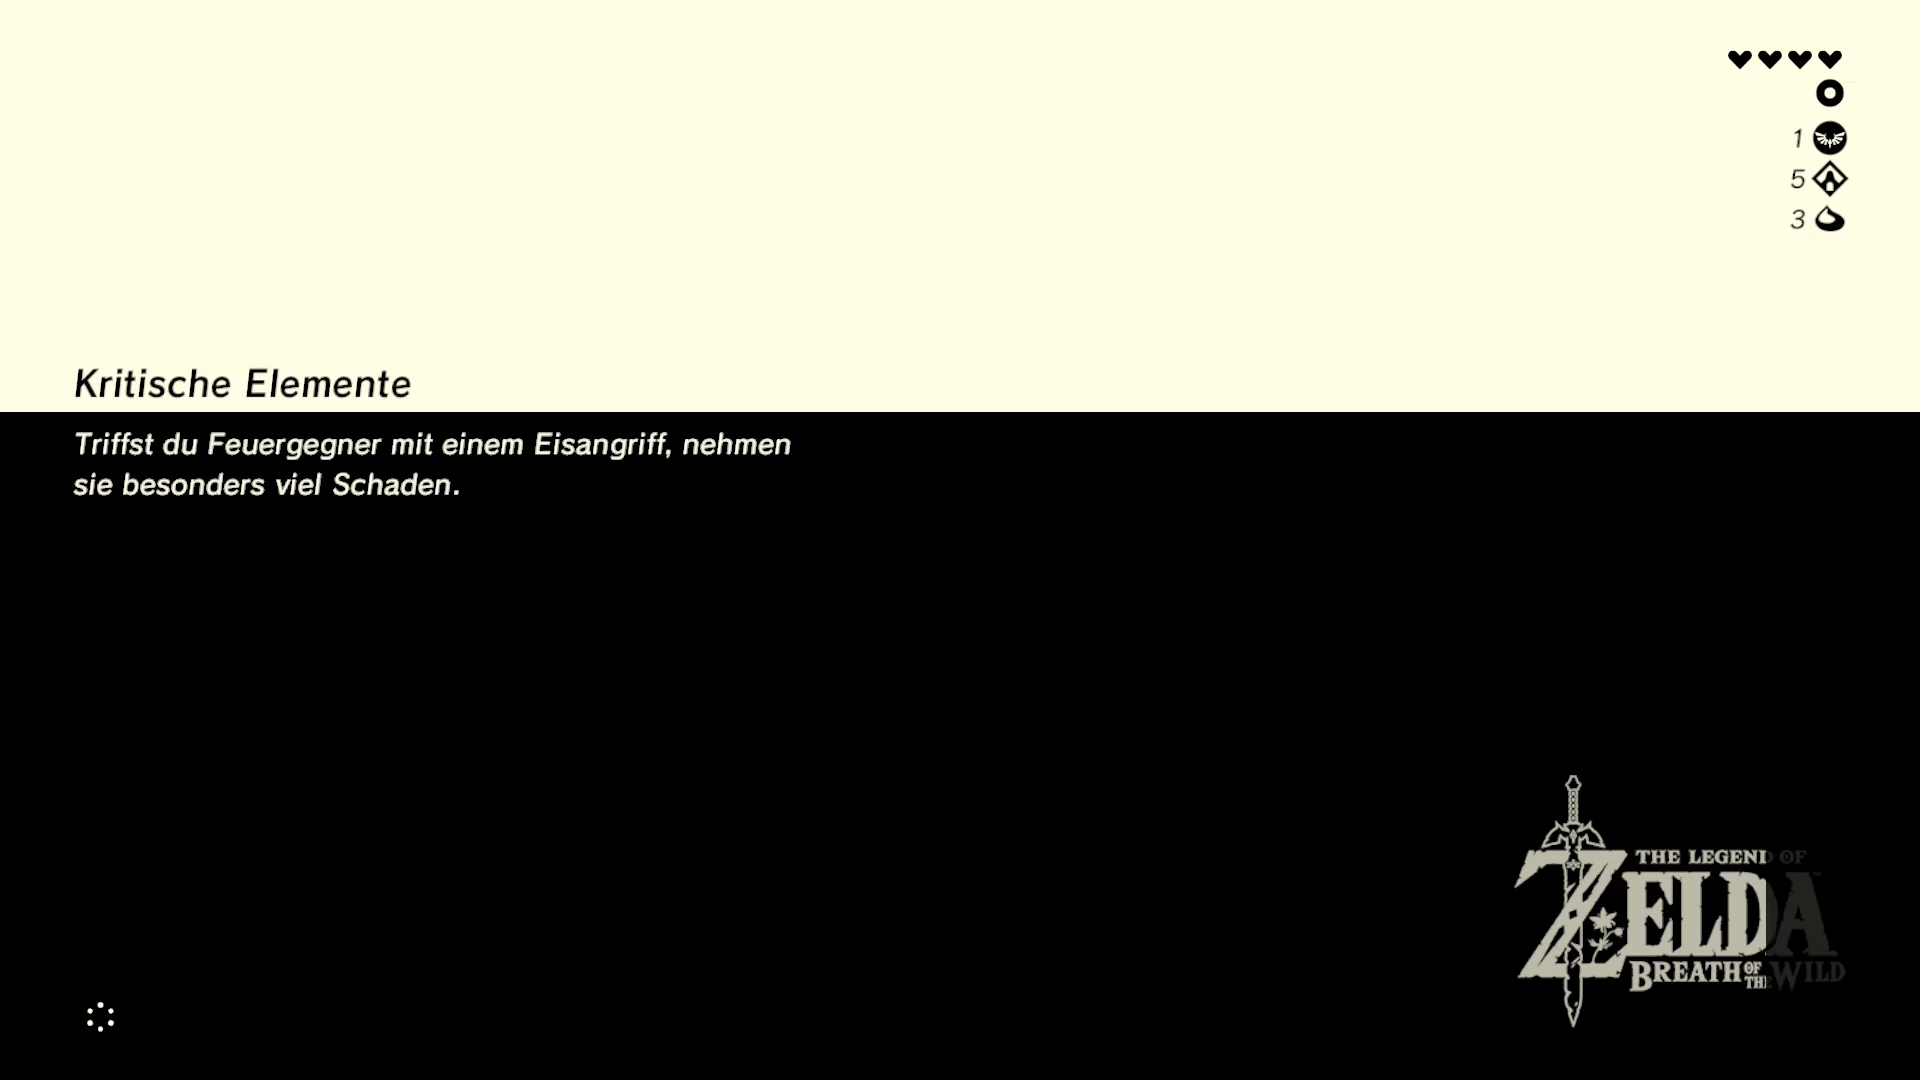 1
5
3
Kritische Elemente
Triffst du Feuergegner mit einem Eisangriff, nehmen
sie besonders viel Schaden.
THE LEGEND OF
ZELDA
BREATH OF THE WILD